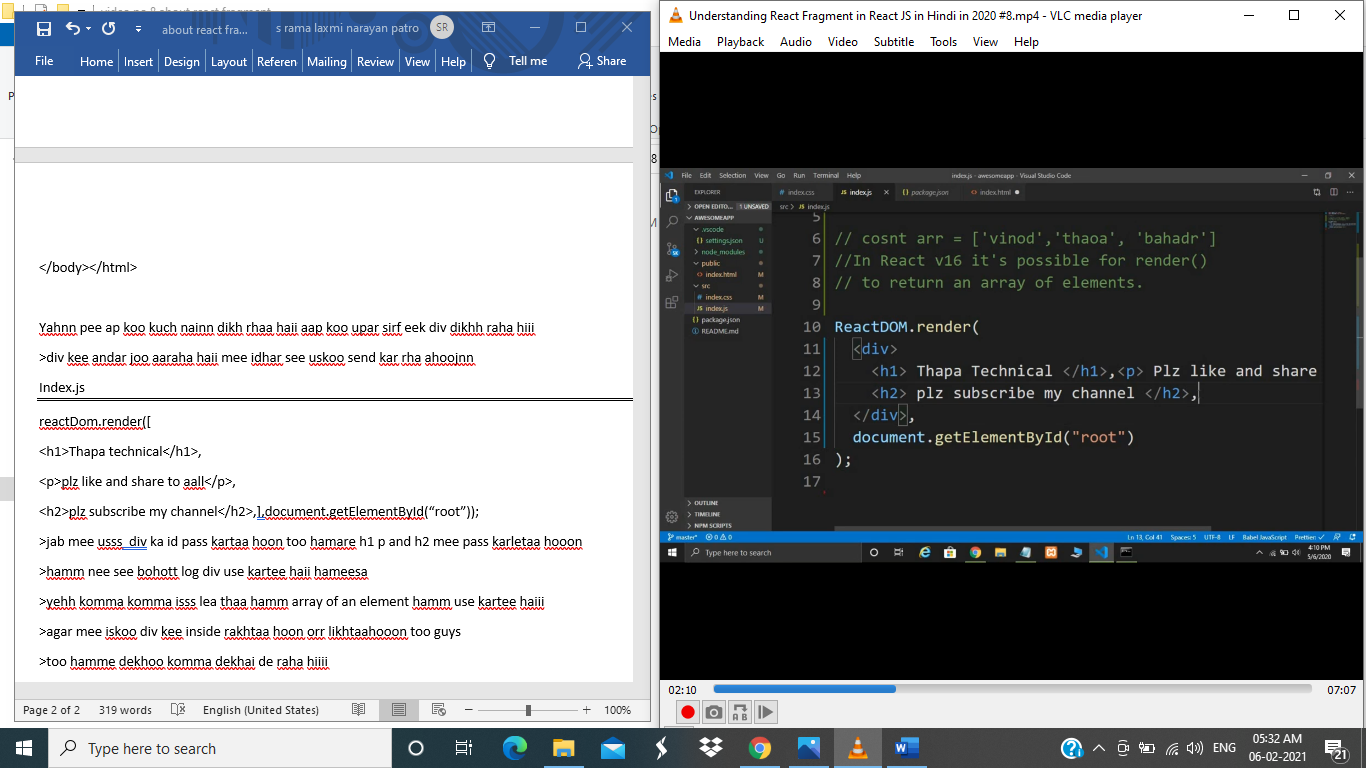 video no 8 about react fragment
about react fra... s rama laxmi narayan patro SR
File Home Insert Design Layout Referen Mailing Review View Help Tell me Share
</body></html>
Yahnn pee ap koo kuch nainn dikh rhaa haii aap koo upar sirf eek div dikhh raha hiii
>div kee andar joo aaraha haii mee idhar see uskoo send kar rha ahoojnn
Index.js
reactDom.render([
<h1>Thapa technical</h1>,
<p>plz like and share to aall</p>,
<h2>plz subscribe my channel</h2>,],document.getElementById(“root”));
>jab mee usss div ka id pass kartaa hoon too hamare h1 p and h2 mee pass karletaa hooon
>hamm nee see bohott log div use kartee haii hameesa
>yehh komma komma isss lea thaa hamm array of an element hamm use kartee haiii
>agar mee iskoo div kee inside rakhtaa hoon orr likhtaahooon too guys
>too hamme dekhoo komma dekhai de raha hiiii
Page 2 of 2 319 words English (United States) 100%
Understanding React Fragment in React JS in Hindi in 2020 #8.mp4 - VLC media player
Media Playback Audio Video Subtitle Tools View Help
File Edit Selection View Go Run Terminal Help index.js - awesomeapp - Visual Studio Code
EXPLORER
OPEN EDITO... 1 UNSAVED
AWESOMEAPP
.vscode
settings.json U
node_modules
public
index.html M
src
index.css M
index.js M
package.json
README.md
OUTLINE
TIMELINE
NPM SCRIPTS
index.css index.js package.json index.html
src > index.js
5
6 // cosnt arr = ['vinod','thaoa', 'bahadr']
7 //In React v16 it's possible for render()
8 // to return an array of elements.
9
10 ReactDOM.render(
11 <div>
12 <h1> Thapa Technical </h1>,<p> Plz like and share
13 <h2> plz subscribe my channel </h2>,
14 </div>,
15 document.getElementById("root")
16 );
17
master* 0 0 Ln 13, Col 41 Spaces: 5 UTF-8 LF Babel JavaScript Prettier: ✓
Type here to search 4:10 PM
5/6/2020
02:10 07:07
Type here to search ENG 05:32 AM
06-02-2021 21